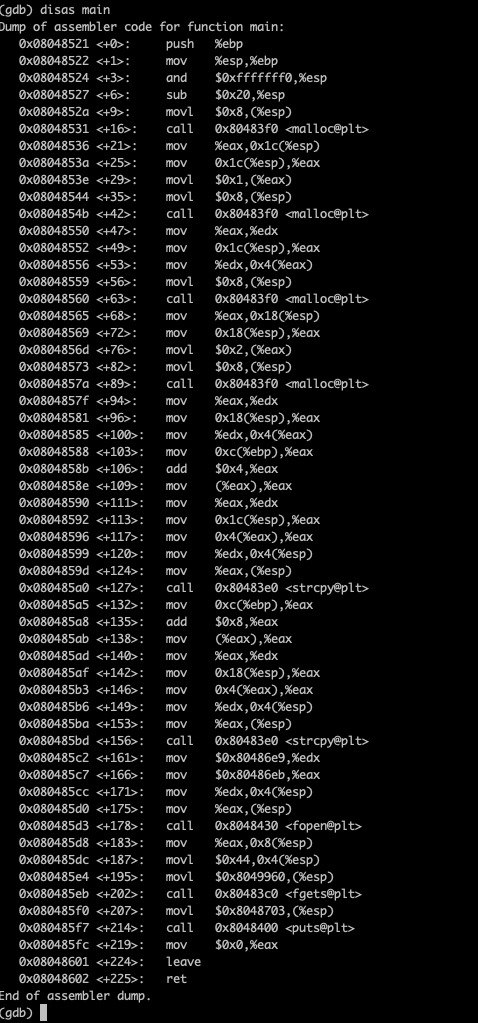 (gdb) disas main
Dump of assembler code for function main:
   0x08048521 <+0>:     push   %ebp
   0x08048522 <+1>:     mov    %esp,%ebp
   0x08048524 <+3>:     and    $0xfffffff0,%esp
   0x08048527 <+6>:     sub    $0x20,%esp
   0x0804852a <+9>:     movl   $0x8,(%esp)
   0x08048531 <+16>:    call   0x80483f0 <malloc@plt>
   0x08048536 <+21>:    mov    %eax,0x1c(%esp)
   0x0804853a <+25>:    mov    0x1c(%esp),%eax
   0x0804853e <+29>:    movl   $0x1,(%eax)
   0x08048544 <+35>:    movl   $0x8,(%esp)
   0x0804854b <+42>:    call   0x80483f0 <malloc@plt>
   0x08048550 <+47>:    mov    %eax,%edx
   0x08048552 <+49>:    mov    0x1c(%esp),%eax
   0x08048556 <+53>:    mov    %edx,0x4(%eax)
   0x08048559 <+56>:    movl   $0x8,(%esp)
   0x08048560 <+63>:    call   0x80483f0 <malloc@plt>
   0x08048565 <+68>:    mov    %eax,0x18(%esp)
   0x08048569 <+72>:    mov    0x18(%esp),%eax
   0x0804856d <+76>:    movl   $0x2,(%eax)
   0x08048573 <+82>:    movl   $0x8,(%esp)
   0x0804857a <+89>:    call   0x80483f0 <malloc@plt>
   0x0804857f <+94>:    mov    %eax,%edx
   0x08048581 <+96>:    mov    0x18(%esp),%eax
   0x08048585 <+100>:   mov    %edx,0x4(%eax)
   0x08048588 <+103>:   mov    0xc(%ebp),%eax
   0x0804858b <+106>:   add    $0x4,%eax
   0x0804858e <+109>:   mov    (%eax),%eax
   0x08048590 <+111>:   mov    %eax,%edx
   0x08048592 <+113>:   mov    0x1c(%esp),%eax
   0x08048596 <+117>:   mov    0x4(%eax),%eax
   0x08048599 <+120>:   mov    %edx,0x4(%esp)
   0x0804859d <+124>:   mov    %eax,(%esp)
   0x080485a0 <+127>:   call   0x80483e0 <strcpy@plt>
   0x080485a5 <+132>:   mov    0xc(%ebp),%eax
   0x080485a8 <+135>:   add    $0x8,%eax
   0x080485ab <+138>:   mov    (%eax),%eax
   0x080485ad <+140>:   mov    %eax,%edx
   0x080485af <+142>:   mov    0x18(%esp),%eax
   0x080485b3 <+146>:   mov    0x4(%eax),%eax
   0x080485b6 <+149>:   mov    %edx,0x4(%esp)
   0x080485ba <+153>:   mov    %eax,(%esp)
   0x080485bd <+156>:   call   0x80483e0 <strcpy@plt>
   0x080485c2 <+161>:   mov    $0x80486e9,%edx
   0x080485c7 <+166>:   mov    $0x80486eb,%eax
   0x080485cc <+171>:   mov    %edx,0x4(%esp)
   0x080485d0 <+175>:   mov    %eax,(%esp)
   0x080485d3 <+178>:   call   0x8048430 <fopen@plt>
   0x080485d8 <+183>:   mov    %eax,0x8(%esp)
   0x080485dc <+187>:   movl   $0x44,0x4(%esp)
   0x080485e4 <+195>:   movl   $0x8049960,(%esp)
   0x080485eb <+202>:   call   0x80483c0 <fgets@plt>
   0x080485f0 <+207>:   movl   $0x8048703,(%esp)
   0x080485f7 <+214>:   call   0x8048400 <puts@plt>
   0x080485fc <+219>:   mov    $0x0,%eax
   0x08048601 <+224>:   leave
   0x08048602 <+225>:   ret
End of assembler dump.
(gdb)